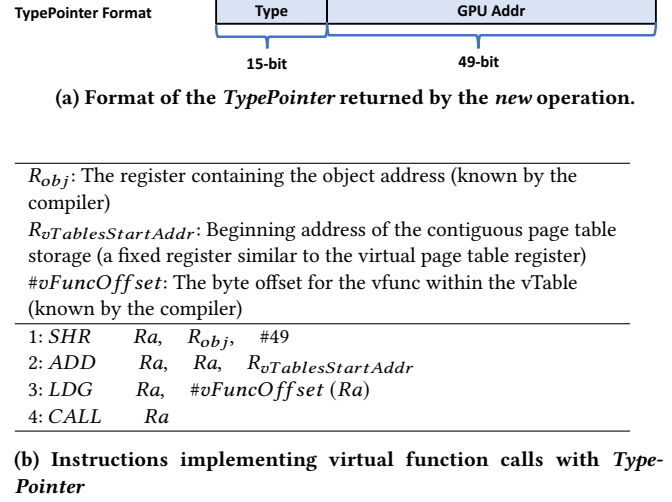 TypePointer Format
Type
GPU Addr
15-bit
49-bit
(a) Format of the TypePointer returned by the new operation.
R_obj: The register containing the object address (known by the
compiler)
R_vTablesStartAddr: Beginning address of the contiguous page table
storage (a fixed register similar to the virtual page table register)
#vFuncOffset: The byte offset for the vfunc within the vTable
(known by the compiler)
1: SHR Ra, R_obj, #49
2: ADD Ra, Ra, R_vTablesStartAddr
3: LDG Ra, #vFuncOffset (Ra)
4: CALL Ra
(b) Instructions implementing virtual function calls with Type-
Pointer